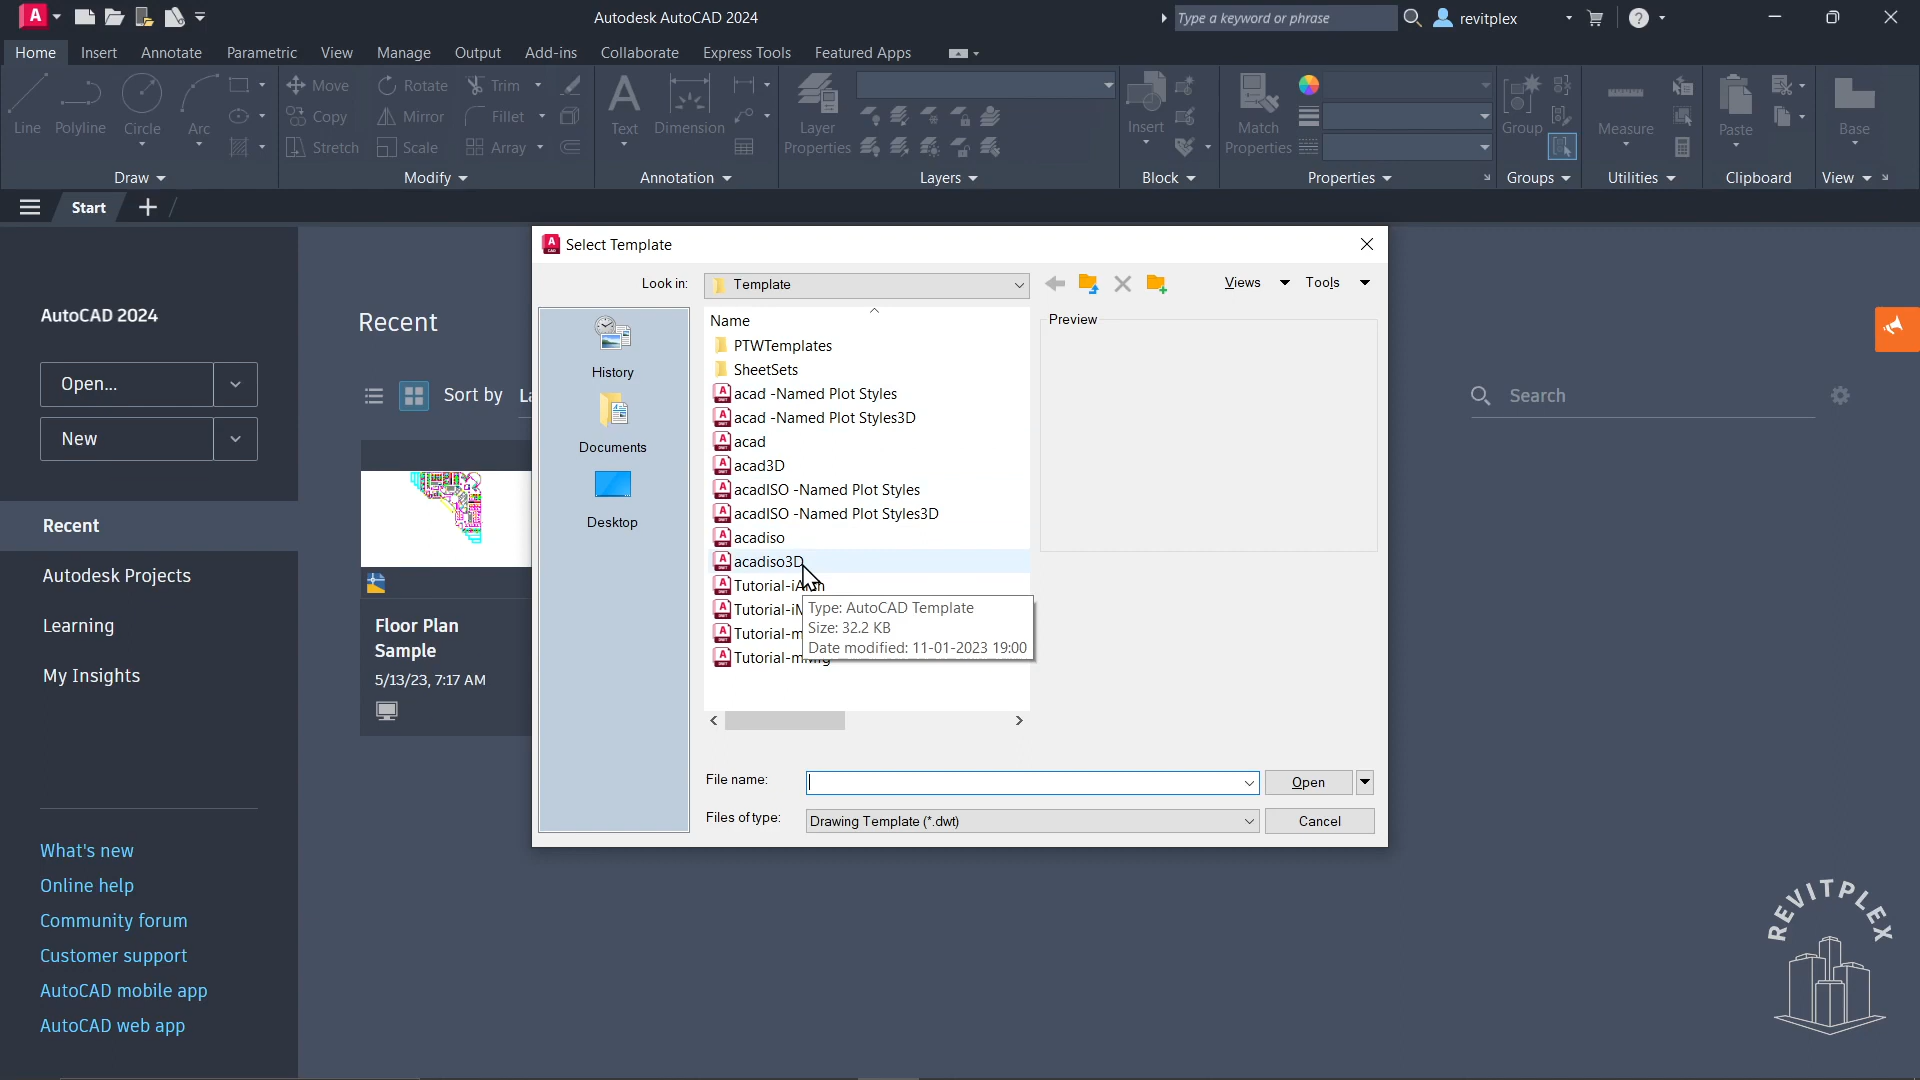 Autodesk AutoCAD 2024
Type a keyword or phrase
revitplex
Home Insert Annotate Parametric View Manage Output Add-ins Collaborate Express Tools Featured Apps
Line Polyline Circle Arc
Move Rotate Trim
Copy Mirror Fillet
Stretch Scale Array
Text Dimension
Layer Properties
Insert
Match Properties
Group
Measure
Paste
Base
Draw Modify Annotation Layers Block Properties Groups Utilities Clipboard View
Start
AutoCAD 2024
Open...
New
Recent
Autodesk Projects
Learning
My Insights
What's new
Online help
Community forum
Customer support
AutoCAD mobile app
AutoCAD web app
Recent
Sort by
Search
Floor Plan
Sample
5/13/23, 7:17 AM
Select Template
Look in: Template
Views Tools
History
Documents
Desktop
Name
PTWTemplates
SheetSets
acad -Named Plot Styles
acad -Named Plot Styles3D
acad
acad3D
acadISO -Named Plot Styles
acadISO -Named Plot Styles3D
acadiso
acadiso3D
Type: AutoCAD Template
Size: 32.2 KB
Date modified: 11-01-2023 19:00
Preview
File name:
Open
Files of type: Drawing Template (*.dwt)
Cancel
REVITPLEX